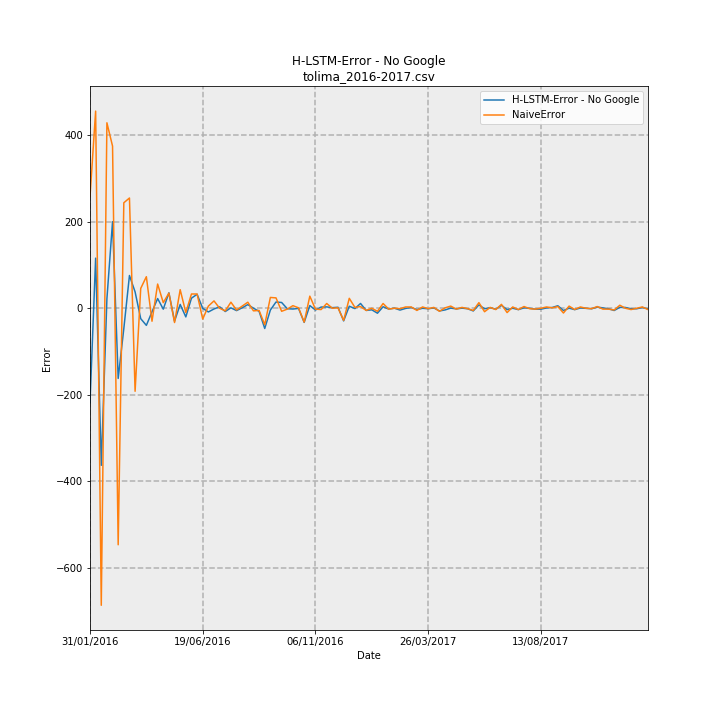 H-LSTM-Error - No Google
tolima_2016-2017.csv
H-LSTM-Error - No Google
NaiveError
400
200
0
−200
−400
−600
Error
31/01/2016
19/06/2016
06/11/2016
26/03/2017
13/08/2017
Date